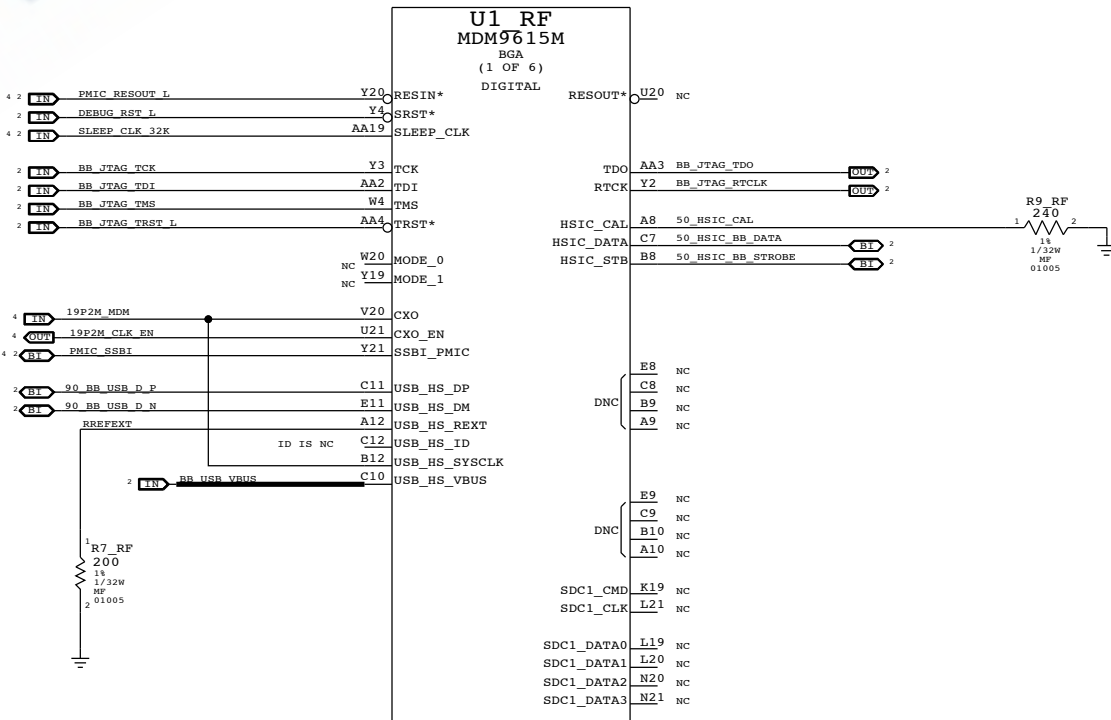 U1_RF
MDM9615M
BGA
(1 OF 6)
DIGITAL
4 2 IN PMIC_RESOUT_L Y20 RESIN* RESOUT* U20 NC
2 IN DEBUG_RST_L Y4 SRST*
4 2 IN SLEEP_CLK_32K AA19 SLEEP_CLK
2 IN BB_JTAG_TCK Y3 TCK TDO AA3 BB_JTAG_TDO OUT 2
2 IN BB_JTAG_TDI AA2 TDI RTCK Y2 BB_JTAG_RTCLK OUT 2
2 IN BB_JTAG_TMS W4 TMS
2 IN BB_JTAG_TRST_L AA4 TRST* HSIC_CAL A8 50_HSIC_CAL
HSIC_DATA C7 50_HSIC_BB_DATA BI 2
HSIC_STB B8 50_HSIC_BB_STROBE BI 2
R9_RF
240
1 2
1%
1/32W
MF
01005
NC W20 MODE_0
NC Y19 MODE_1
4 IN 19P2M_MDM V20 CXO
4 OUT 19P2M_CLK_EN U21 CXO_EN
4 2 BI PMIC_SSBI Y21 SSBI_PMIC
2 BI 90_BB_USB_D_P C11 USB_HS_DP
2 BI 90_BB_USB_D_N E11 USB_HS_DM
RREFEXT A12 USB_HS_REXT
ID IS NC C12 USB_HS_ID
B12 USB_HS_SYSCLK
2 IN BB_USB_VBUS C10 USB_HS_VBUS
E8 NC
C8 NC
DNC
B9 NC
A9 NC
E9 NC
C9 NC
DNC
B10 NC
A10 NC
1
R7_RF
200
1%
1/32W
MF
01005
2
SDC1_CMD K19 NC
SDC1_CLK L21 NC
SDC1_DATA0 L19 NC
SDC1_DATA1 L20 NC
SDC1_DATA2 N20 NC
SDC1_DATA3 N21 NC